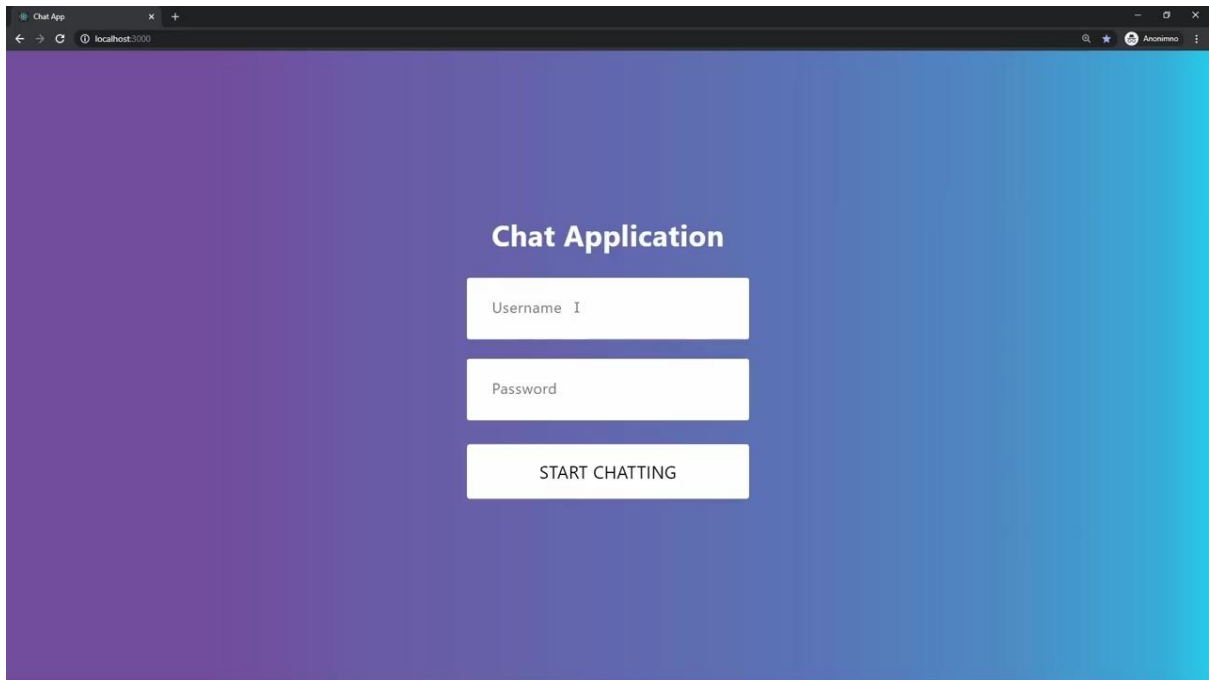 Chat App
localhost:3000
Anonimno
Chat Application
Username
Password
START CHATTING